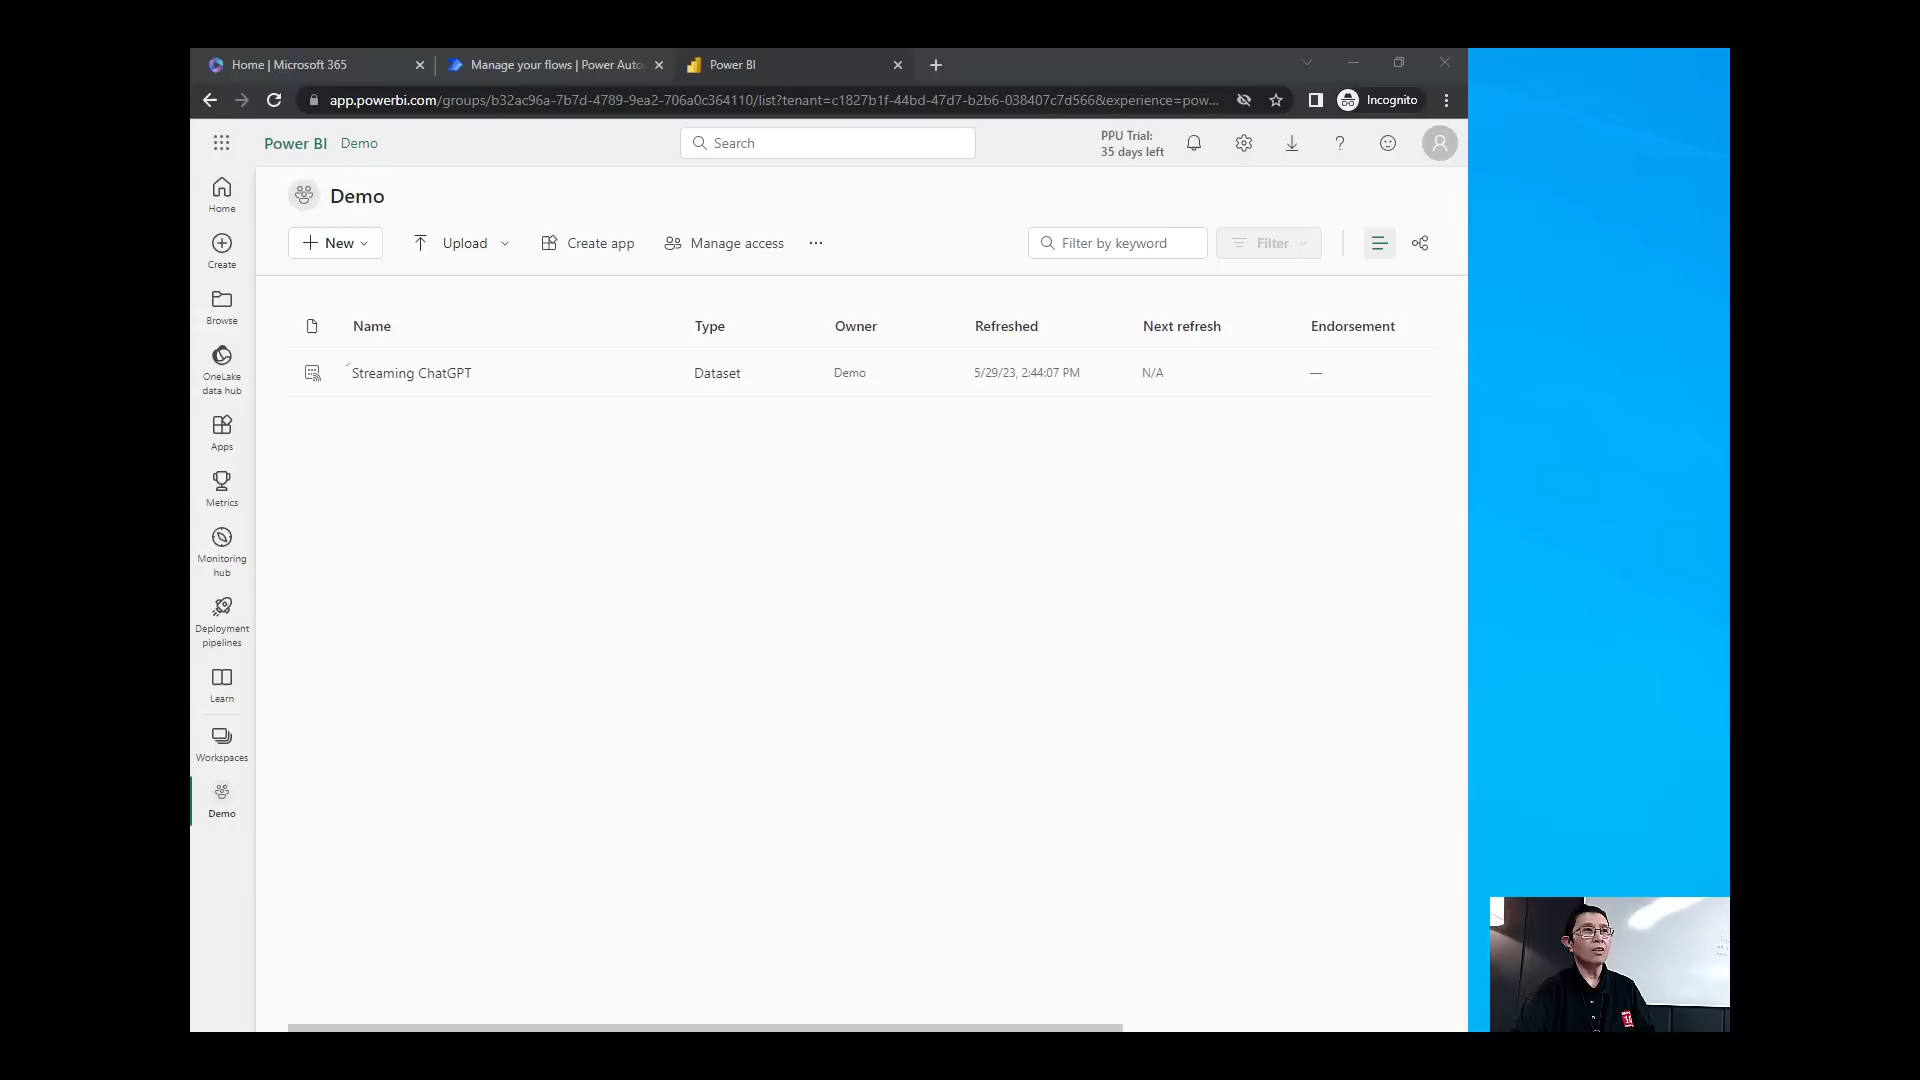 Home | Microsoft 365
Manage your flows | Power Auto
Power BI
app.powerbi.com/groups/b32ac96a-7b7d-4789-9ea2-706a0c364110/list?tenant=c1827b1f-44bd-47d7-b2b6-038407c7d566&experience=pow...
Incognito
Power BI Demo
Search
PPU Trial:
35 days left
Demo
New
Upload
Create app
Manage access
Filter by keyword
Filter
Name Type Owner Refreshed Next refresh Endorsement
Streaming ChatGPT Dataset Demo 5/29/23, 2:44:07 PM N/A —
Home
Create
Browse
OneLake
data hub
Apps
Metrics
Monitoring
hub
Deployment
pipelines
Learn
Workspaces
Demo